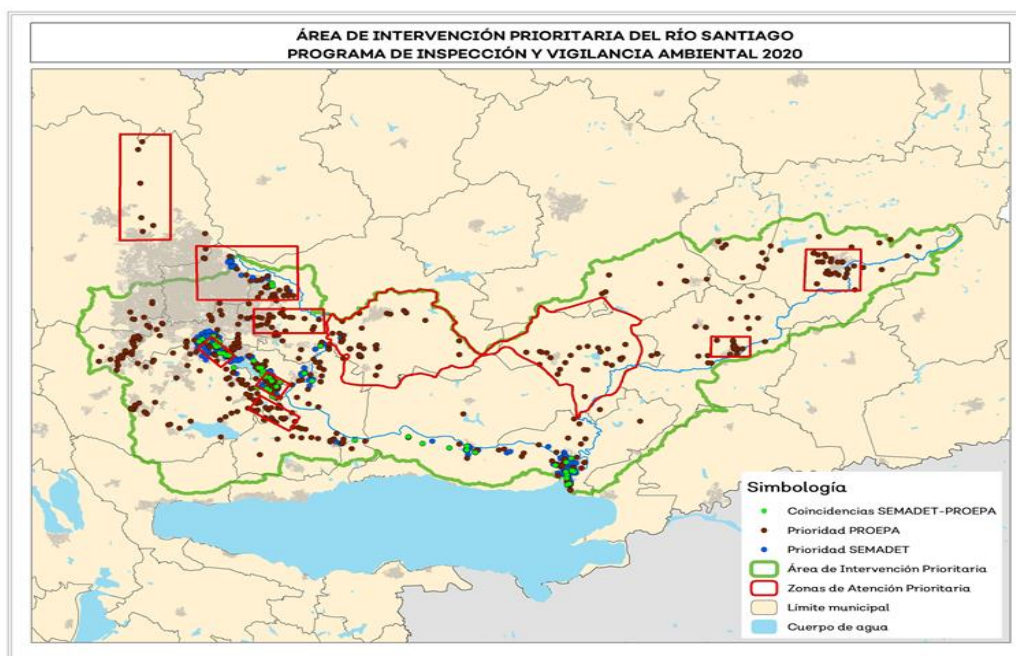 ÁREA DE INTERVENCIÓN PRIORITARIA DEL RÍO SANTIAGO
PROGRAMA DE INSPECCIÓN Y VIGILANCIA AMBIENTAL 2020
Simbología
Coincidencias SEMADET-PROEPA
Prioridad PROEPA
Prioridad SEMADET
Área de Intervención Prioritaria
Zonas de Atención Prioritaria
Límite municipal
Cuerpo de agua